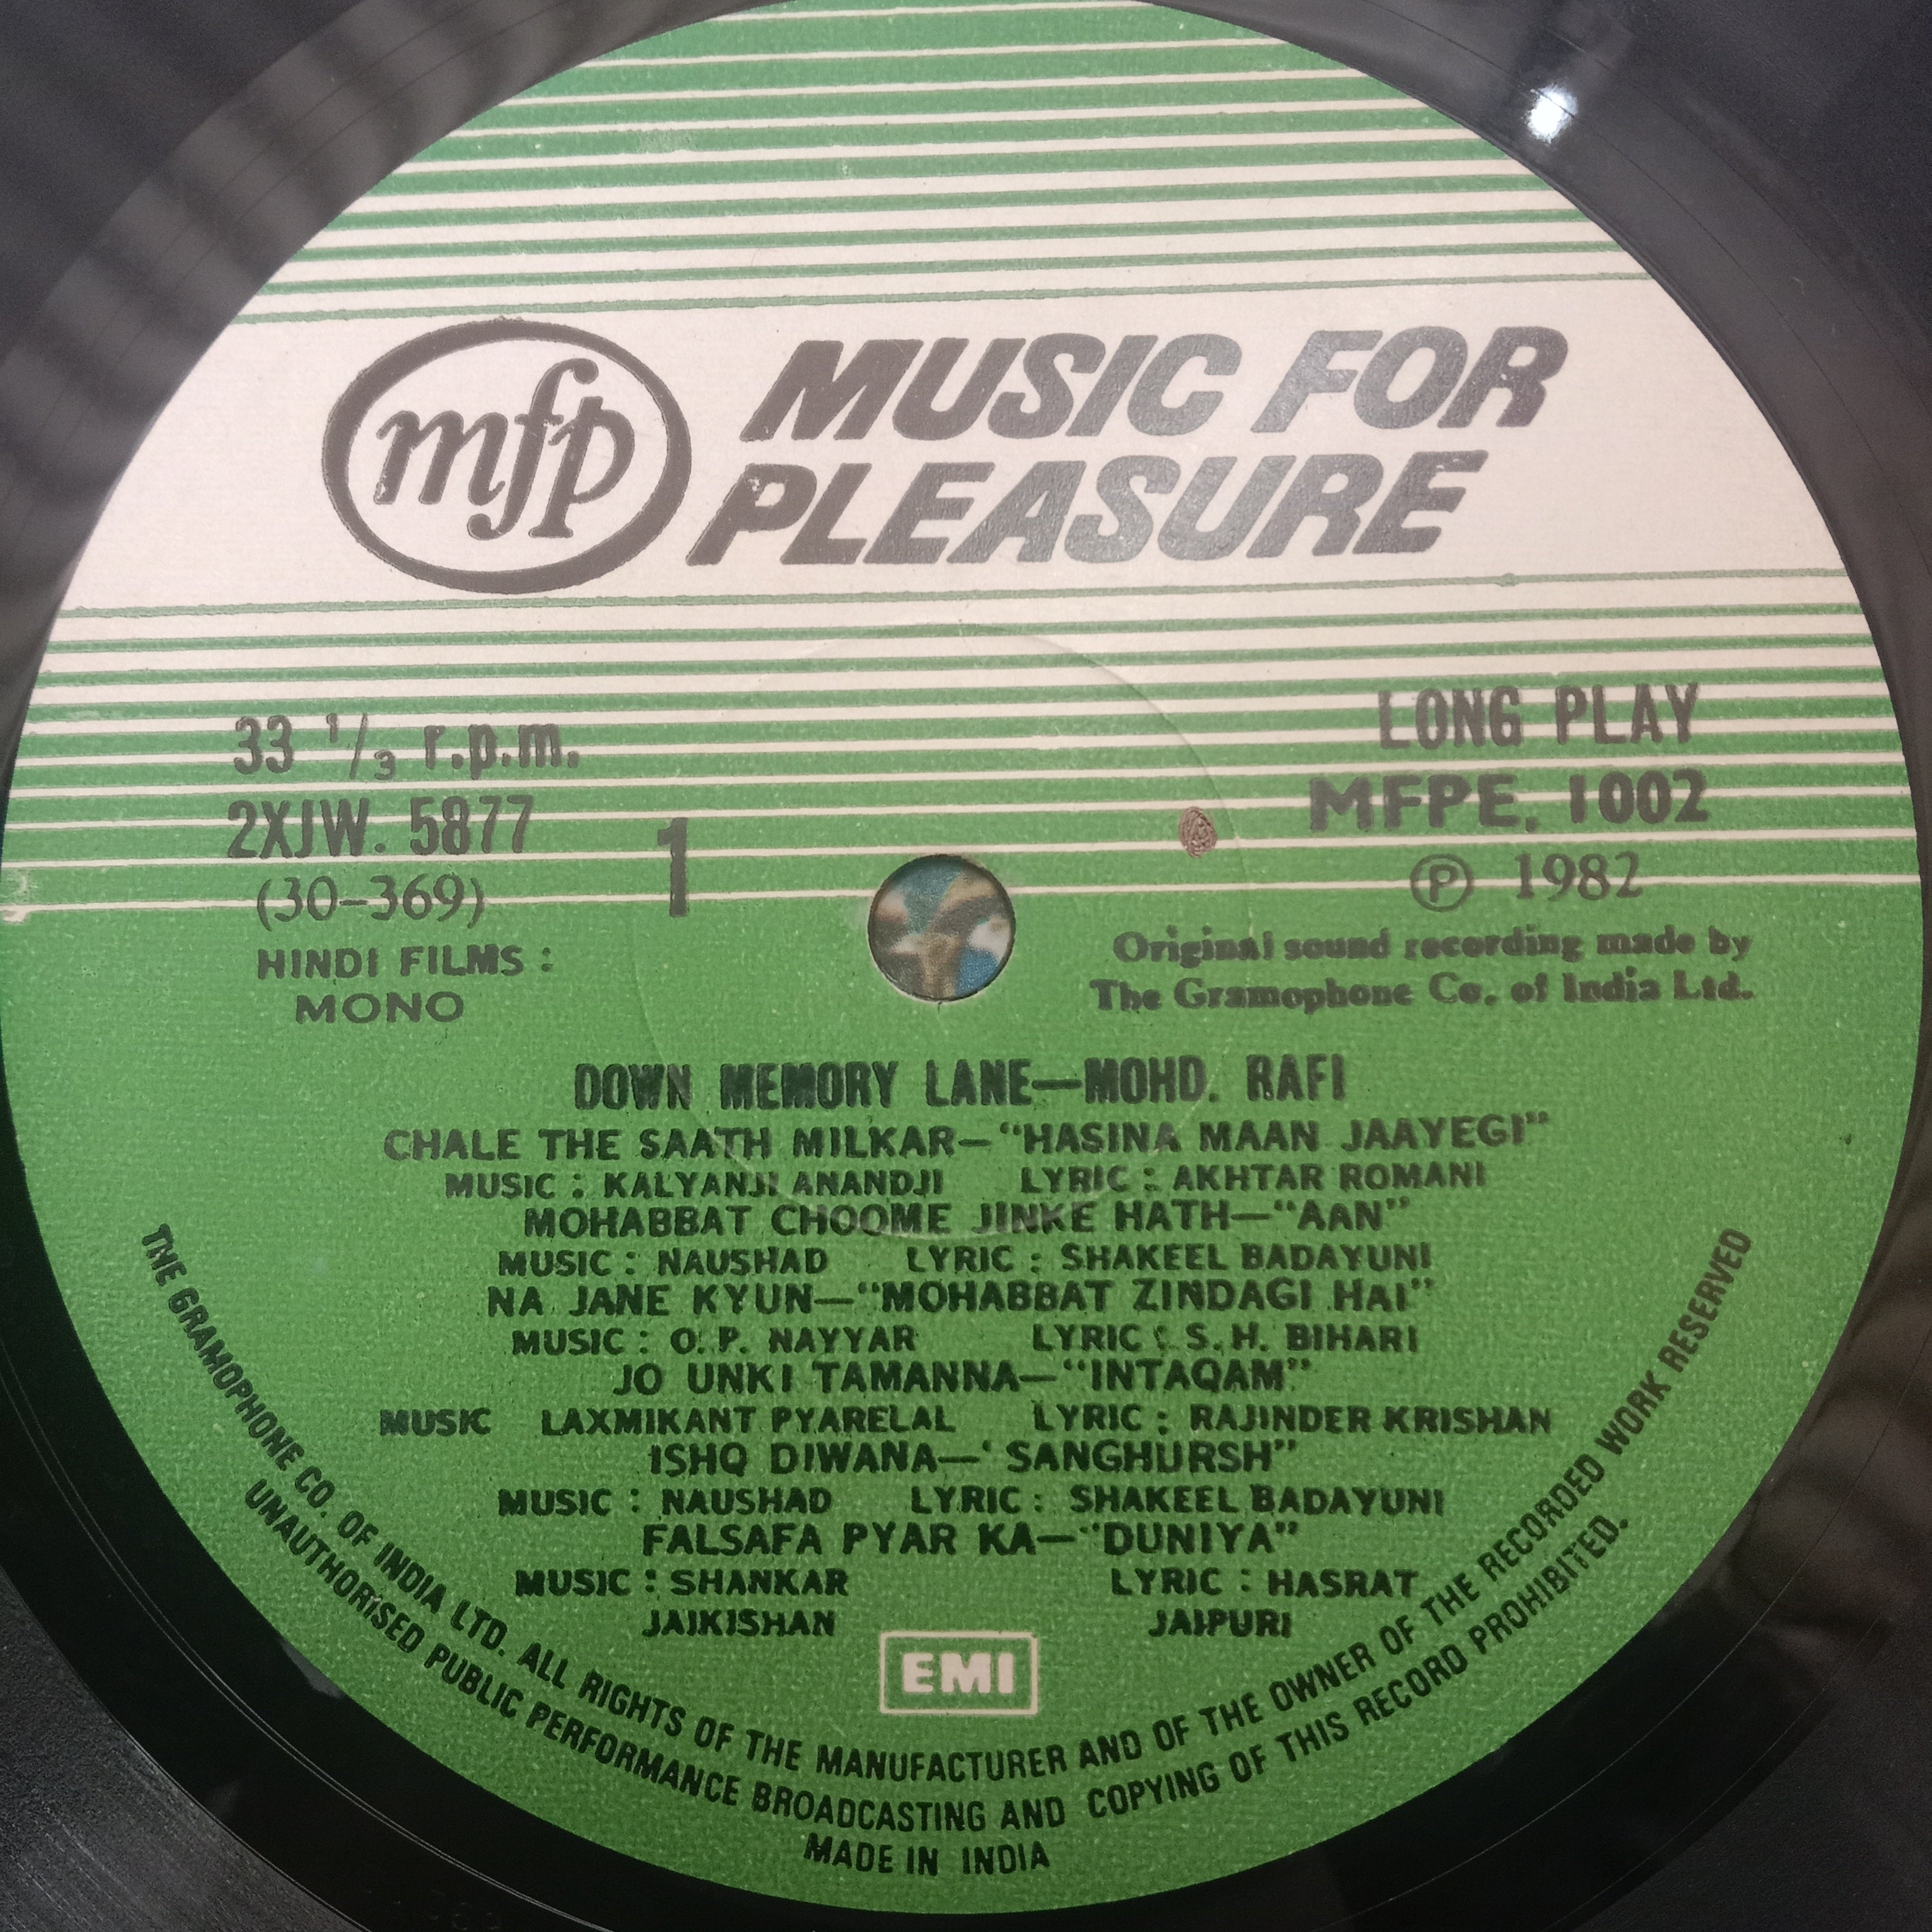 mfp
MUSIC FOR
PLEASURE
33 1/3 r.p.m.
2XJW. 5877
(30-369)
HINDI FILMS :
MONO
1
LONG PLAY
MFPE. 1002
Ⓟ 1982
Original sound recording made by
The Gramophone Co. of India Ltd.
DOWN MEMORY LANE—MOHD. RAFI
CHALE THE SAATH MILKAR—"HASINA MAAN JAAYEGI"
MUSIC : KALYANJI ANANDJI LYRIC : AKHTAR ROMANI
MOHABBAT CHOOME JINKE HATH—"AAN"
MUSIC : NAUSHAD LYRIC : SHAKEEL BADAYUNI
NA JANE KYUN—"MOHABBAT ZINDAGI HAI"
MUSIC : O. P. NAYYAR LYRIC : S. H. BIHARI
JO UNKI TAMANNA—"INTAQAM"
MUSIC LAXMIKANT PYARELAL LYRIC : RAJINDER KRISHAN
ISHQ DIWANA—'SANGHURSH"
MUSIC : NAUSHAD LYRIC : SHAKEEL BADAYUNI
FALSAFA PYAR KA—"DUNIYA"
MUSIC : SHANKAR LYRIC : HASRAT
JAIKISHAN JAIPURI
EMI
THE GRAMOPHONE CO. OF INDIA LTD. ALL RIGHTS OF THE MANUFACTURER AND OF THE OWNER OF THE RECORDED WORK RESERVED
UNAUTHORISED PUBLIC PERFORMANCE BROADCASTING AND COPYING OF THIS RECORD PROHIBITED.
MADE IN INDIA